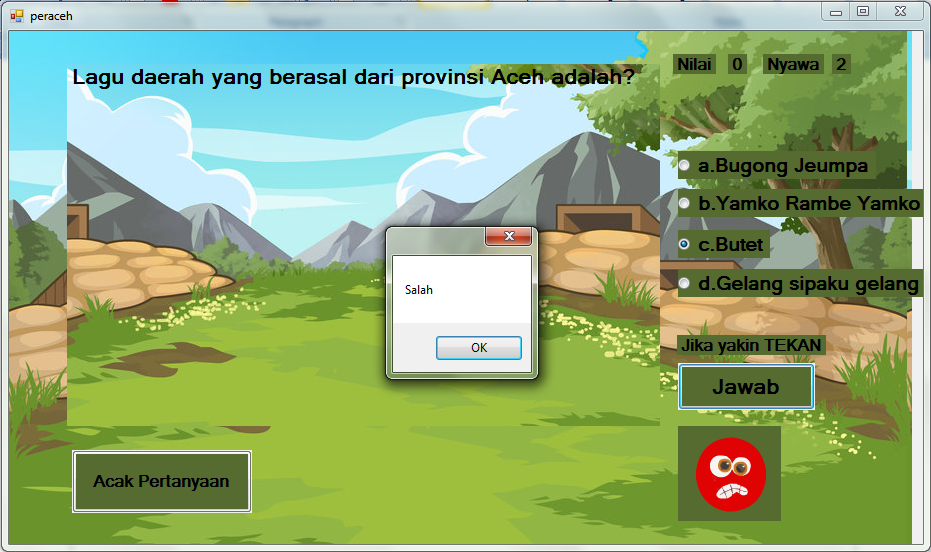 peraceh
Lagu daerah yang berasal dari provinsi Aceh adalah?
Nilai 0 Nyawa 2
a.Bugong Jeumpa
b.Yamko Rambe Yamko
c.Butet
d.Gelang sipaku gelang
Salah
OK
Jika yakin TEKAN
Jawab
Acak Pertanyaan